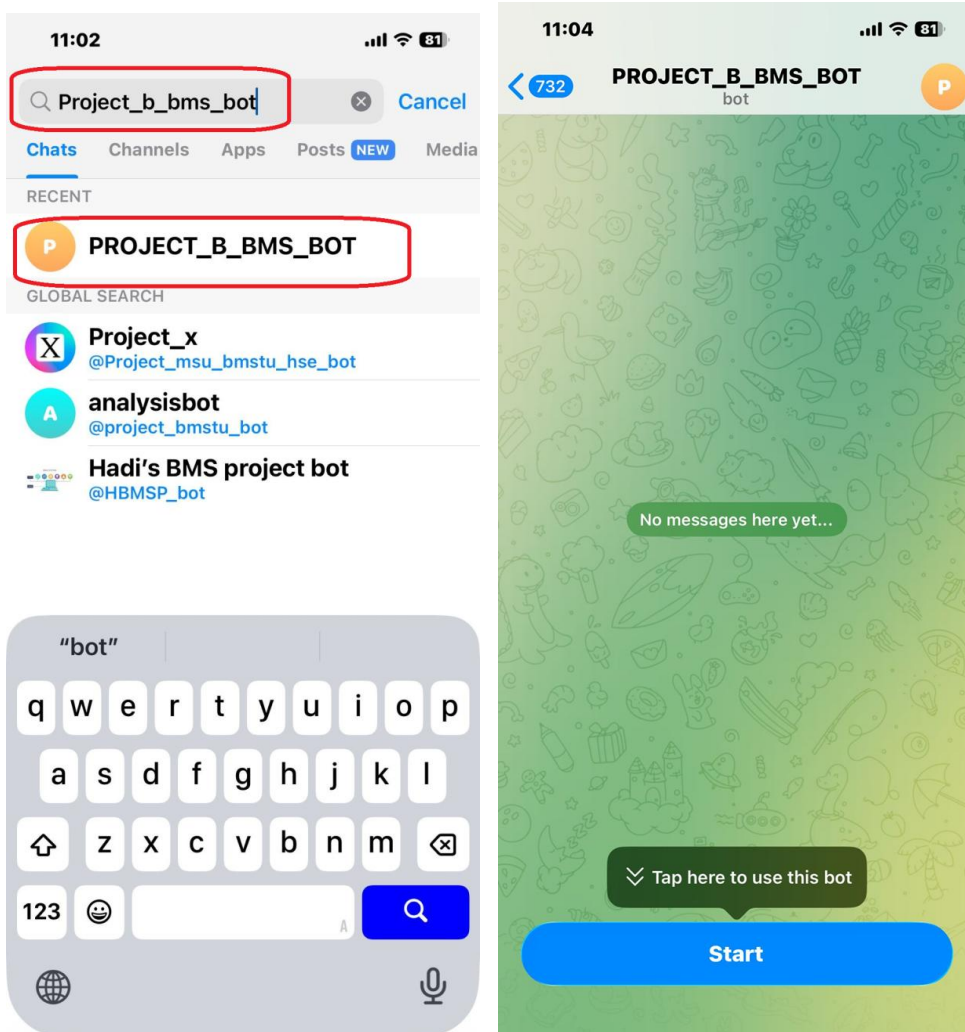 11:02
81
Project_b_bms_bot
Cancel
Chats
Channels
Apps
Posts NEW
Media
RECENT
P
PROJECT_B_BMS_BOT
GLOBAL SEARCH
X
Project_x
@Project_msu_bmstu_hse_bot
A
analysisbot
@project_bmstu_bot
Hadi’s BMS project bot
@HBMSP_bot
“bot”
q w e r t y u i o p
a s d f g h j k l
z x c v b n m
123
A
11:04
81
732
PROJECT_B_BMS_BOT
bot
P
No messages here yet...
Tap here to use this bot
Start